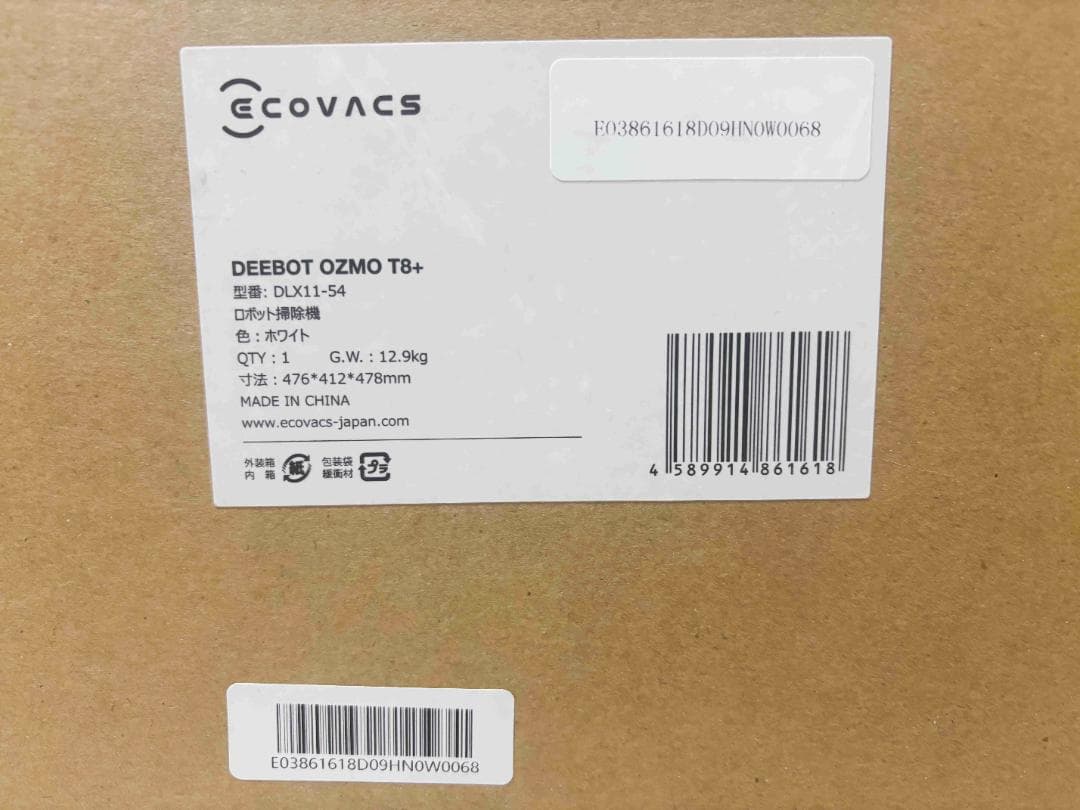 ECOVACS
E03861618D09HN0W0068
DEEBOT OZMO T8+
型番: DLX11-54
ロボット掃除機
色：ホワイト
QTY：1 G.W.：12.9kg
寸法：476*412*478mm
MADE IN CHINA
www.ecovacs-japan.com
外装箱
内 箱
紙
包装袋
緩衝材
プラ
4 589914 861618
E03861618D09HN0W0068